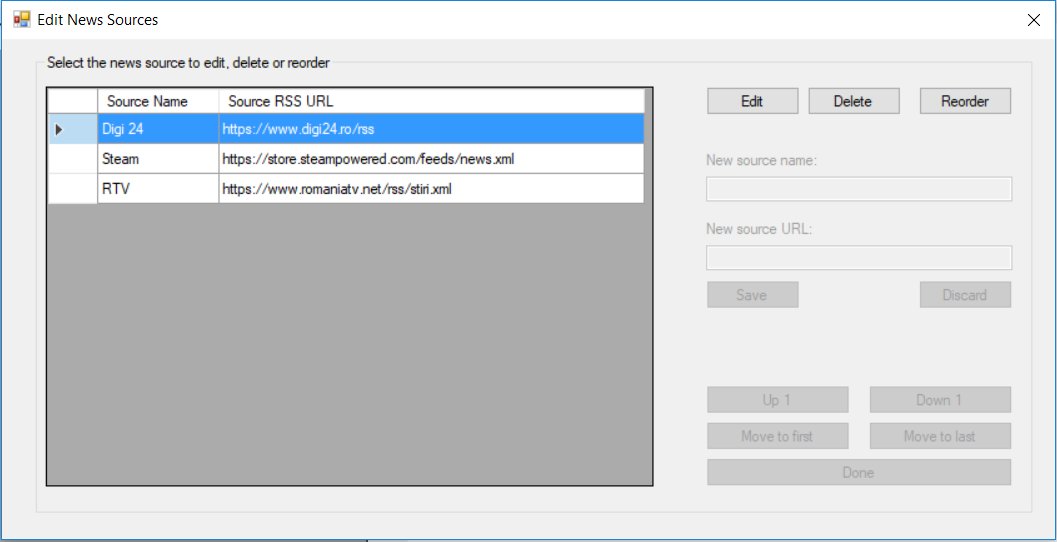 Edit News Sources
Select the news source to edit, delete or reorder
Source Name Source RSS URL
Digi 24 https://www.digi24.ro/rss
Steam https://store.steampowered.com/feeds/news.xml
RTV https://www.romaniatv.net/rss/stiri.xml
Edit Delete Reorder
New source name:
New source URL:
Save Discard
Up 1 Down 1
Move to first Move to last
Done